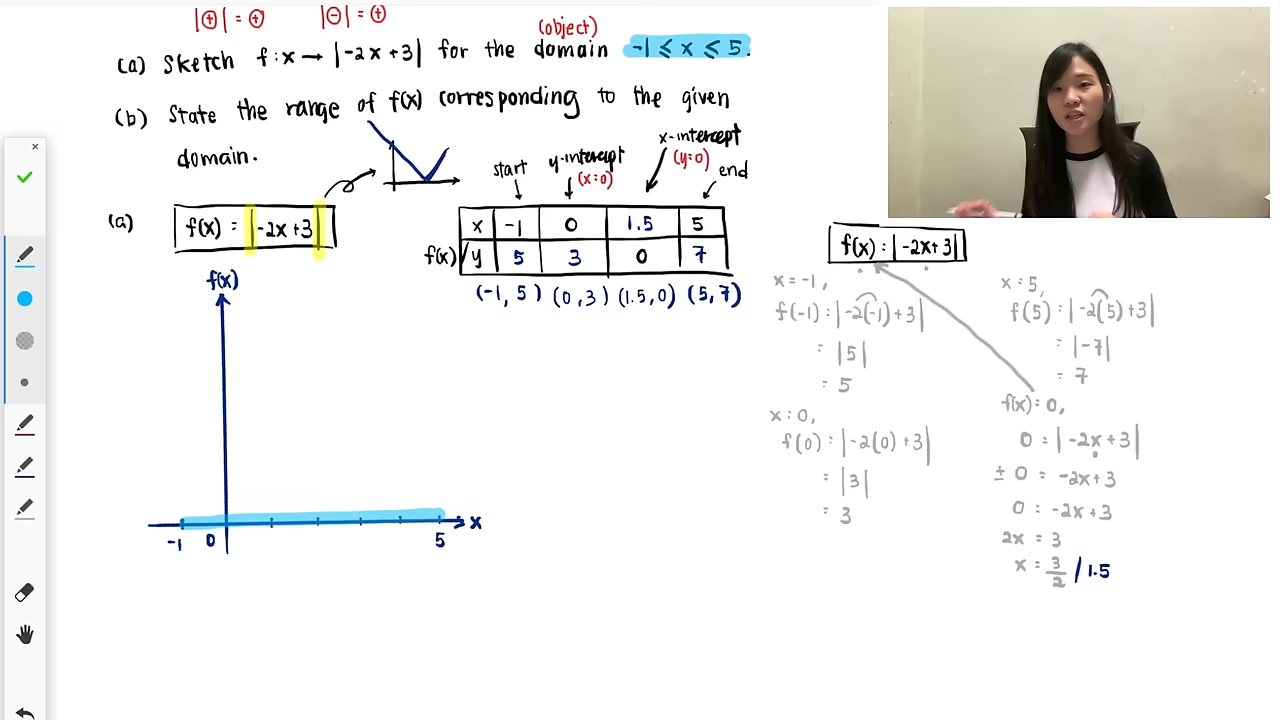 |⊕| = ⊕ |⊖| = ⊕
(object)
(a) Sketch f : x → |-2x + 3| for the domain -1 ≤ x ≤ 5.
(b) State the range of f(x) corresponding to the given
domain.
start y-intercept (x=0) x-intercept (y=0) end
(a) f(x) = |-2x + 3|
x -1 0 1.5 5
f(x)/y 5 3 0 7
(-1, 5) (0, 3) (1.5, 0) (5, 7)
f(x)
-1 0 5 x
f(x) = |-2x + 3|
x = -1,
f(-1) = |-2(-1) + 3|
= |5|
= 5
x = 0,
f(0) = |-2(0) + 3|
= |3|
= 3
x = 5,
f(5) = |-2(5) + 3|
= |-7|
= 7
f(x) = 0,
0 = |-2x + 3|
± 0 = -2x + 3
0 = -2x + 3
2x = 3
x = 3/2 / 1.5